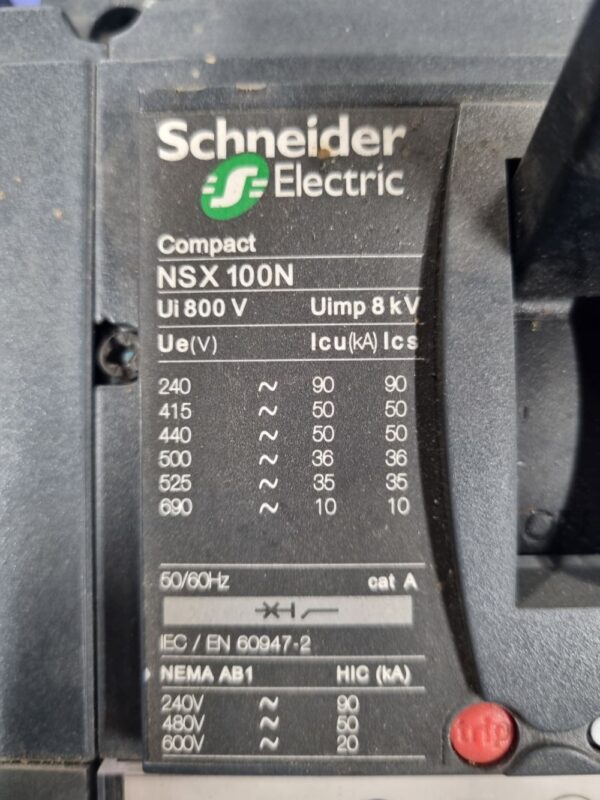 Schneider
Electric
Compact
NSX 100N
Ui 800 V Uimp 8 kV
Ue(V) Icu(kA) Ics
240 ~ 90 90
415 ~ 50 50
440 ~ 50 50
500 ~ 36 36
525 ~ 35 35
690 ~ 10 10
50/60Hz cat A
IEC / EN 60947-2
NEMA AB1 HIC (kA)
240V ~ 90
480V ~ 50
600V ~ 20
trip